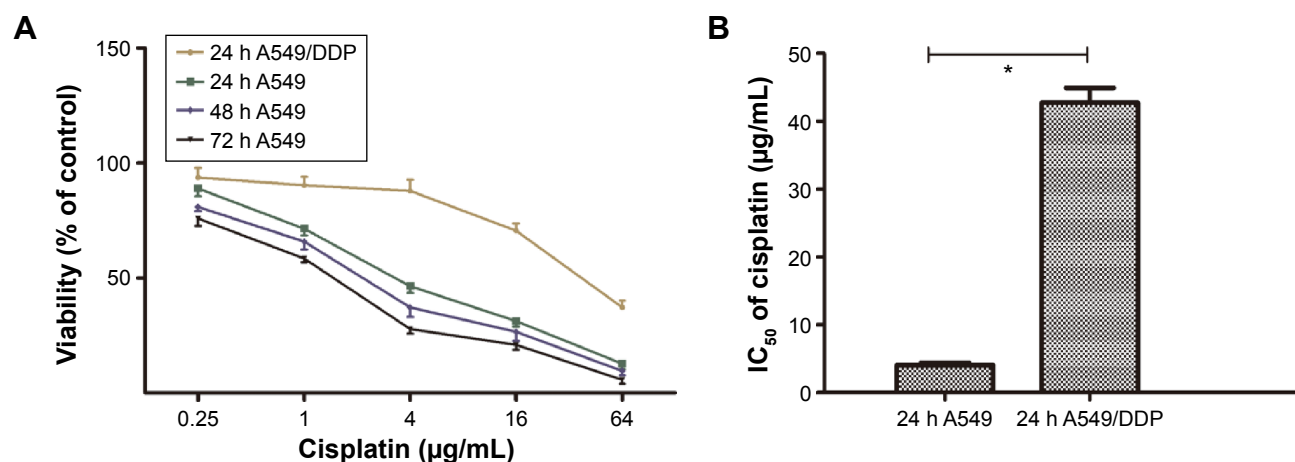 A
150
100
50
Viability (% of control)
24 h A549/DDP
24 h A549
48 h A549
72 h A549
0.25 1 4 16 64
Cisplatin (µg/mL)
B
50
40
30
20
10
0
IC50 of cisplatin (µg/mL)
*
24 h A549 24 h A549/DDP